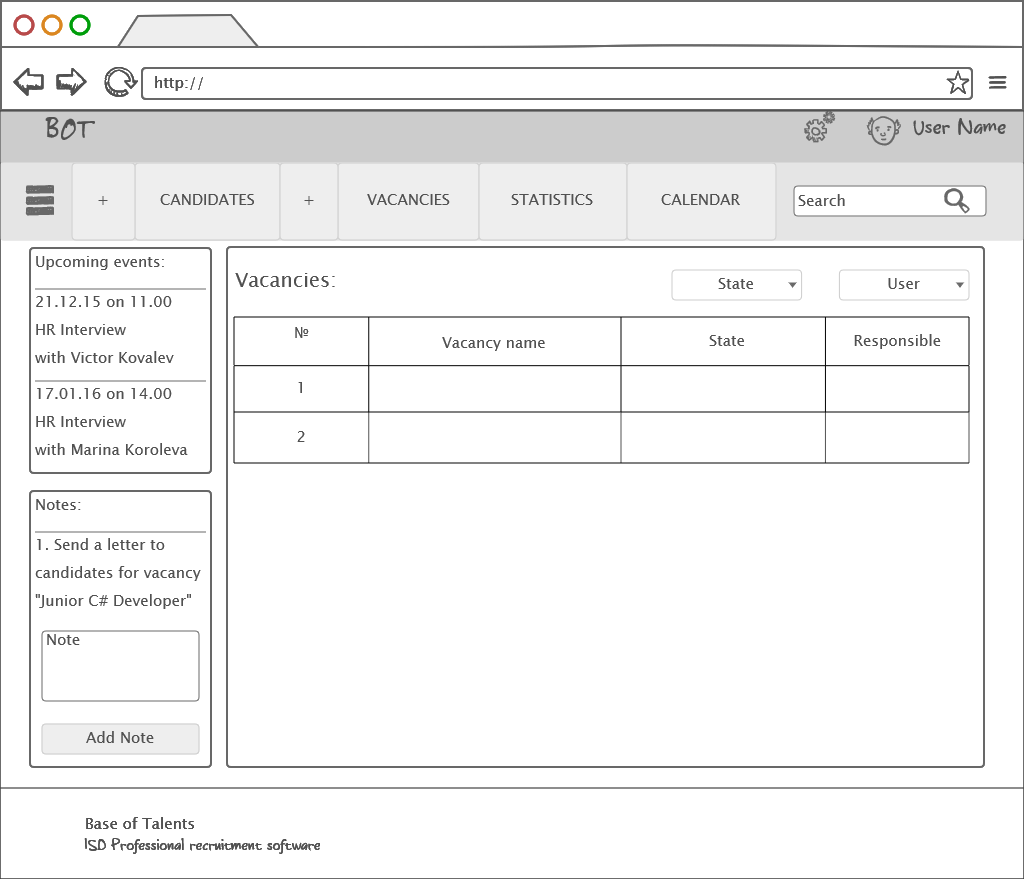 http://
BOT
User Name
+
CANDIDATES
+
VACANCIES
STATISTICS
CALENDAR
Search
Upcoming events:
21.12.15 on 11.00
HR Interview
with Victor Kovalev
17.01.16 on 14.00
HR Interview
with Marina Koroleva
Notes:
1. Send a letter to
candidates for vacancy
"Junior C# Developer"
Note
Add Note
Vacancies:
State
User
№
Vacancy name
State
Responsible
1
2
Base of Talents
ISD Professional recruitment software